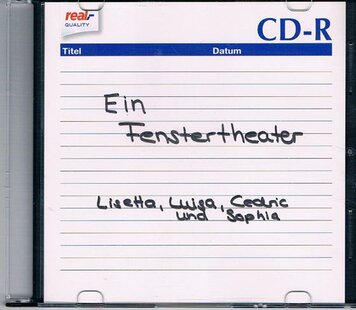 real,-
QUALITY
CD-R
Titel Datum
Ein
Fenstertheater
Lisetta, Luisa, Cedric
und Sophia